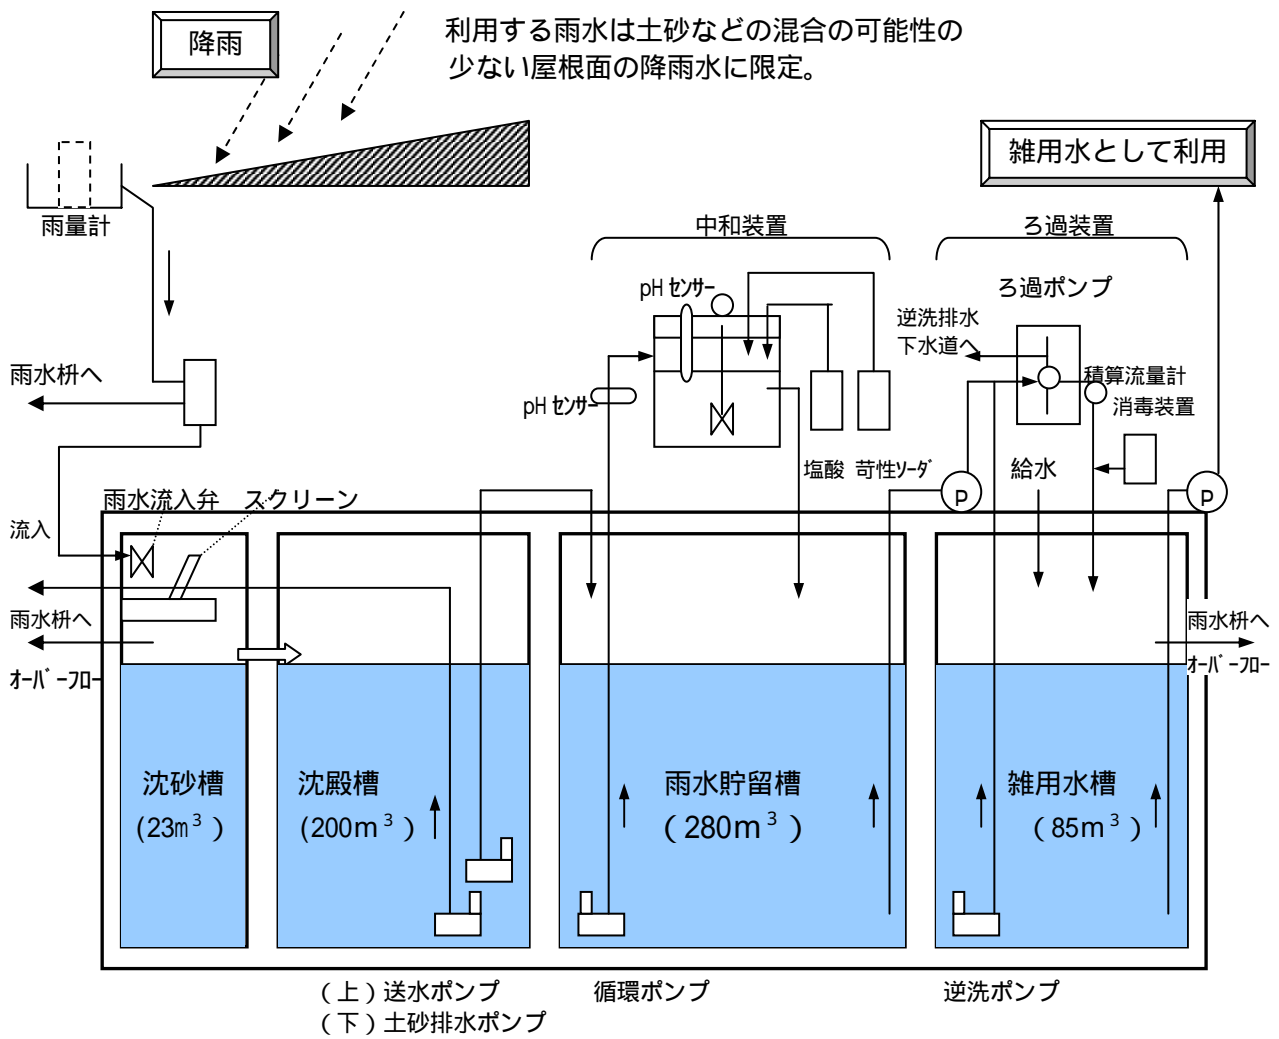 降雨
利用する雨水は土砂などの混合の可能性の
少ない屋根面の降雨水に限定。
雑用水として利用
雨量計
中和装置
ろ過装置
pH ｾﾝｻｰ
ろ過ポンプ
逆洗排水
下水道へ
雨水枡へ
pH ｾﾝｻｰ
積算流量計
消毒装置
塩酸 苛性ｿｰﾀﾞ
給水
P
P
雨水流入弁 スクリーン
流入
雨水枡へ
ｵｰﾊﾞｰﾌﾛｰ
雨水枡へ
ｵｰﾊﾞｰﾌﾛｰ
沈砂槽
(23m³)
沈殿槽
(200m³)
雨水貯留槽
(280m³)
雑用水槽
(85m³)
(上)送水ポンプ
(下)土砂排水ポンプ
循環ポンプ
逆洗ポンプ